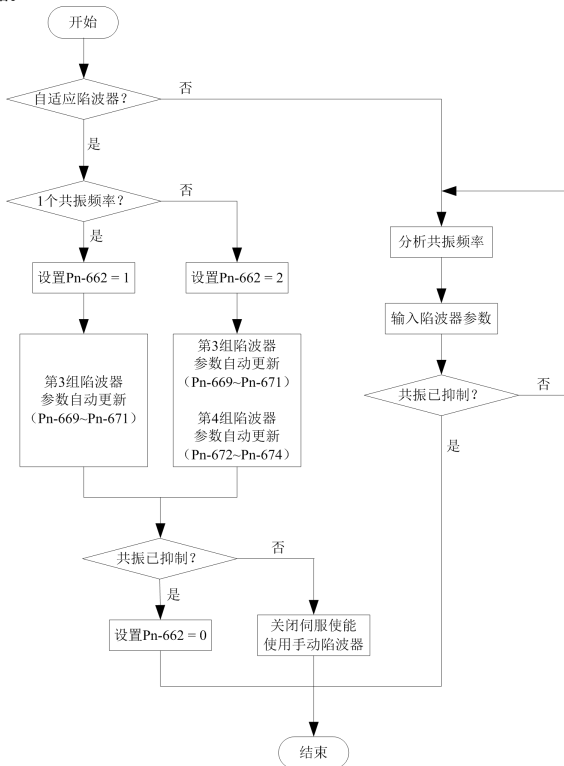 开始
自适应陷波器?
否
是
1个共振频率?
否
是
设置Pn-662 = 1
设置Pn-662 = 2
分析共振频率
输入陷波器参数
第3组陷波器
参数自动更新
(Pn-669~Pn-671)
第3组陷波器
参数自动更新
(Pn-669~Pn-671)
第4组陷波器
参数自动更新
(Pn-672~Pn-674)
共振已抑制?
否
是
共振已抑制?
否
是
设置Pn-662 = 0
关闭伺服使能
使用手动陷波器
结束